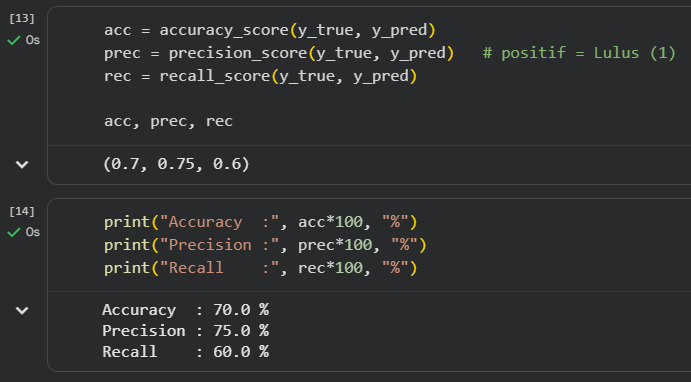 [13]
0s
acc = accuracy_score(y_true, y_pred)
prec = precision_score(y_true, y_pred)   # positif = Lulus (1)
rec = recall_score(y_true, y_pred)
acc, prec, rec
(0.7, 0.75, 0.6)
[14]
0s
print("Accuracy  :", acc*100, "%")
print("Precision :", prec*100, "%")
print("Recall    :", rec*100, "%")
Accuracy  : 70.0 %
Precision : 75.0 %
Recall    : 60.0 %